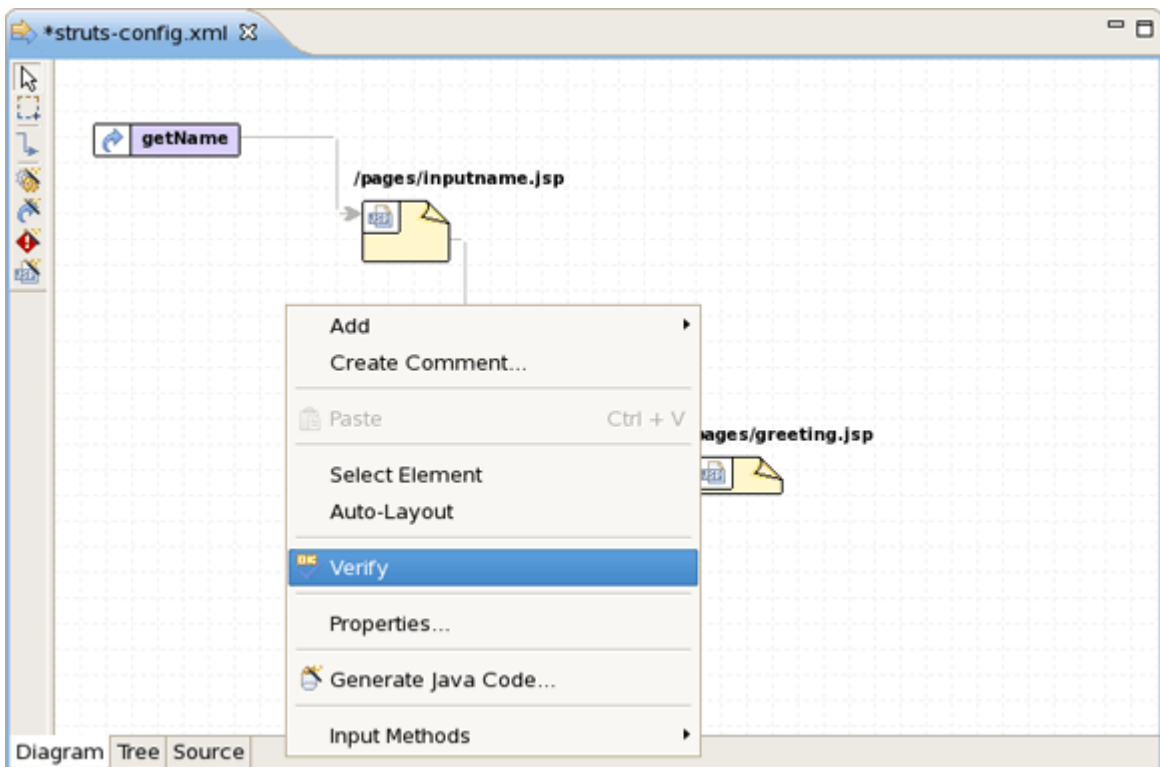 *struts-config.xml
getName
/pages/inputname.jsp
Add
Create Comment...
Paste Ctrl + V
ages/greeting.jsp
Select Element
Auto-Layout
Verify
Properties...
Generate Java Code...
Input Methods
Diagram Tree Source